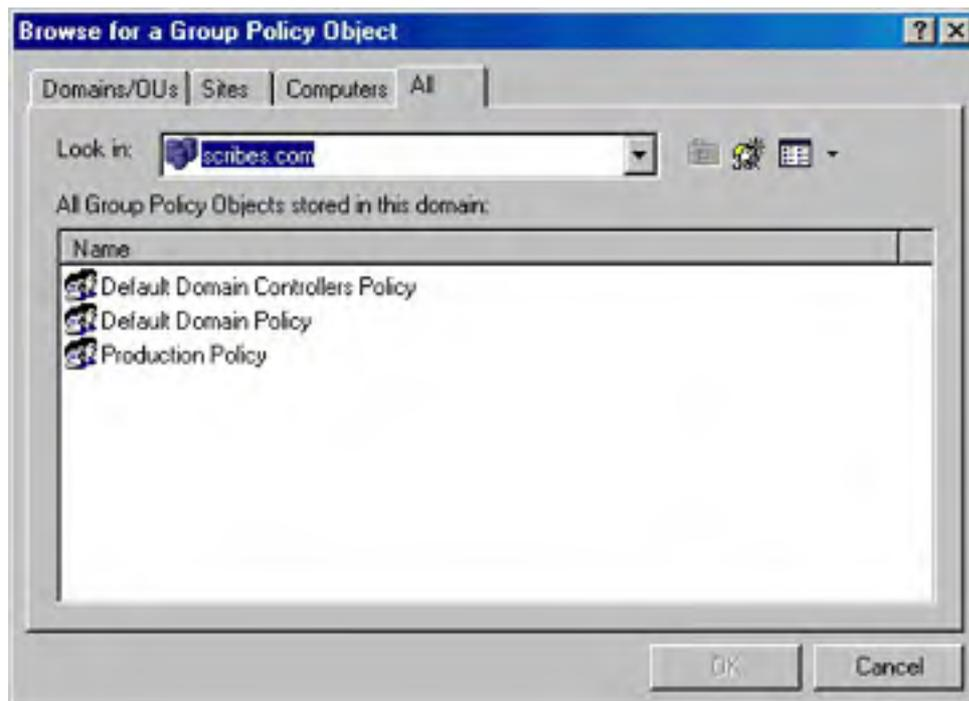 Browse for a Group Policy Object
Domains/OUs Sites Computers All
Look in: scribes.com
All Group Policy Objects stored in this domain:
Name
Default Domain Controllers Policy
Default Domain Policy
Production Policy
OK Cancel